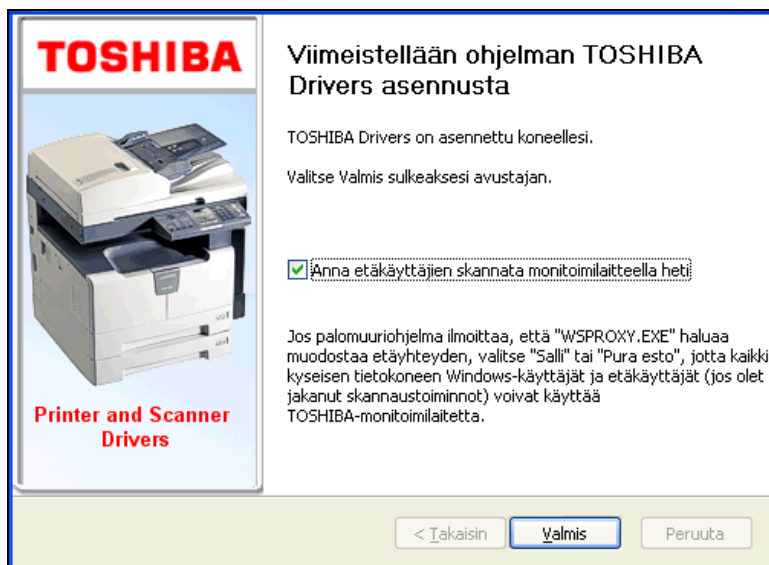 TOSHIBA
Printer and Scanner
Drivers
Viimeistellään ohjelman TOSHIBA
Drivers asennusta
TOSHIBA Drivers on asennettu koneellesi.
Valitse Valmis sulkeaksesi avustajan.
Anna etäkäyttäjien skannata monitoimilaitteella heti
Jos palomuuriohjelma ilmoittaa, että "WSPROXY.EXE" haluaa
muodostaa etäyhteyden, valitse "Salli" tai "Pura esto", jotta kaikki
kyseisen tietokoneen Windows-käyttäjät ja etäkäyttäjät (jos olet
jakanut skannaustoiminnot) voivat käyttää
TOSHIBA-monitoimilaitetta.
< Takaisin
Valmis
Peruuta